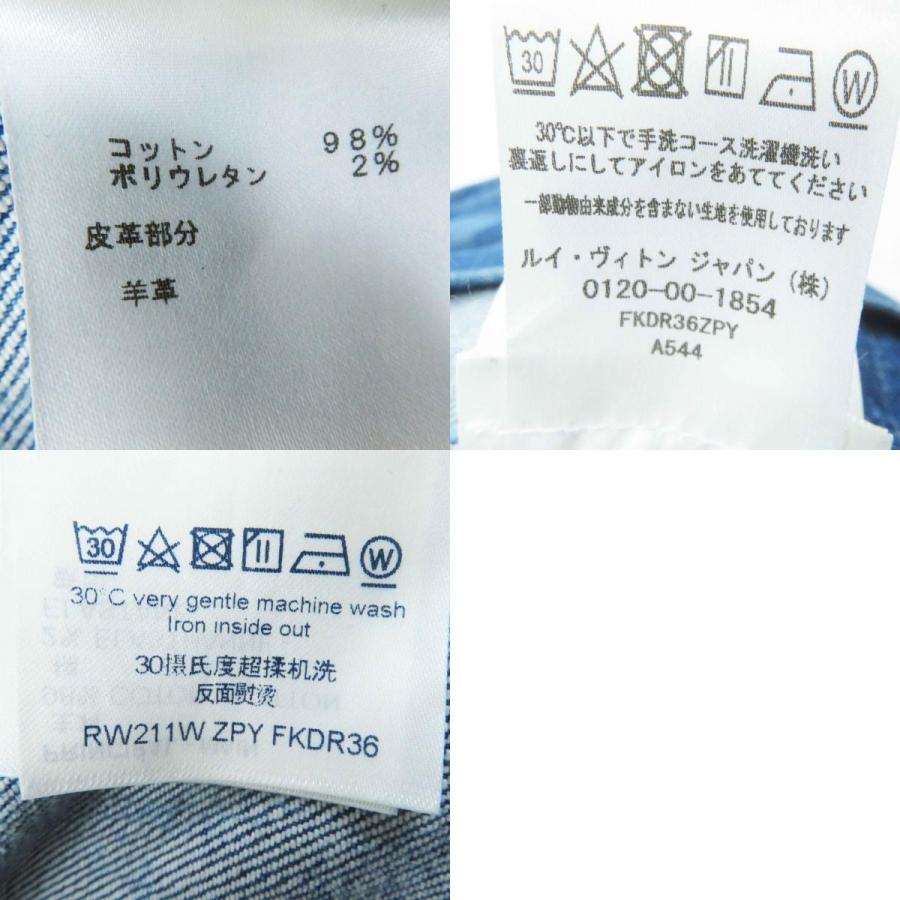 コットン 98%
ポリウレタン 2%
皮革部分
羊革
30
W
30℃以下で手洗コース洗濯機洗い
裏返しにしてアイロンをあててください
一部動物由来成分を含まない生地を使用しております
ルイ・ヴィトン ジャパン (株)
0120-00-1854
FKDR36ZPY
A544
30
W
30°C very gentle machine wash
Iron inside out
30摄氏度超揉机洗
反面熨烫
RW211W ZPY FKDR36